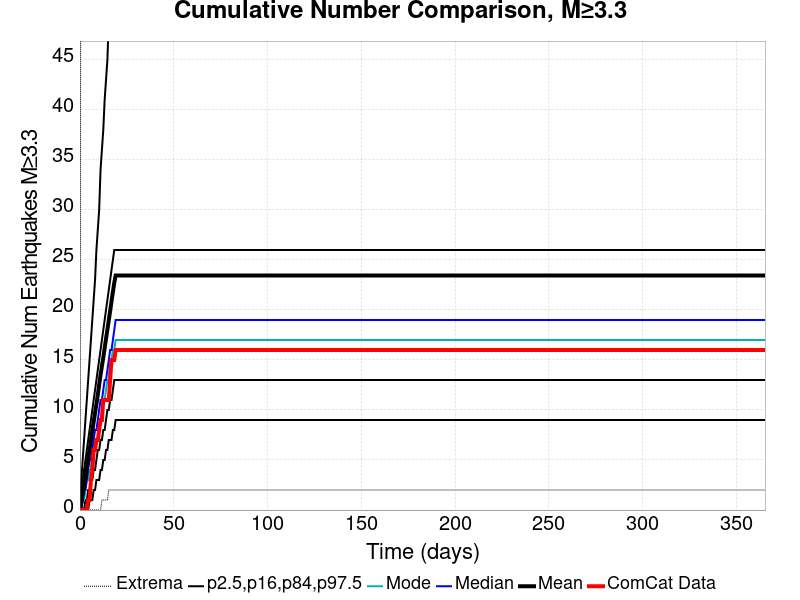 Cumulative Number Comparison, M≥3.3
Cumulative Num Earthquakes M≥3.3
45
40
35
30
25
20
15
10
5
0
0 50 100 150 200 250 300 350
Time (days)
Extrema p2.5,p16,p84,p97.5 Mode Median Mean ComCat Data